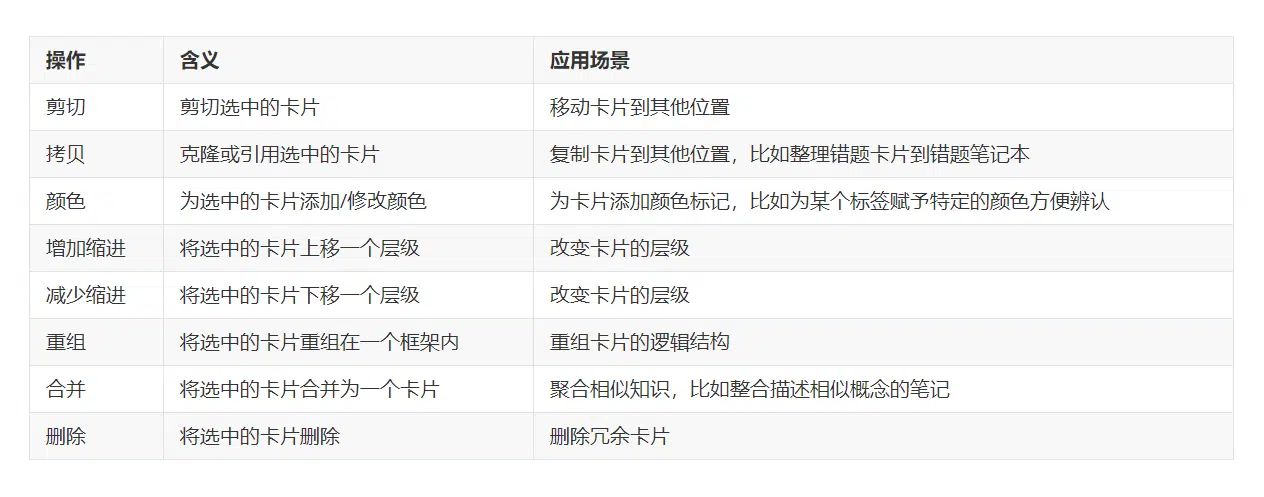 操作 含义 应用场景
剪切 剪切选中的卡片 移动卡片到其他位置
拷贝 克隆或引用选中的卡片 复制卡片到其他位置，比如整理错题卡片到错题笔记本
颜色 为选中的卡片添加/修改颜色 为卡片添加颜色标记，比如为某个标签赋予特定的颜色方便辨认
增加缩进 将选中的卡片上移一个层级 改变卡片的层级
减少缩进 将选中的卡片下移一个层级 改变卡片的层级
重组 将选中的卡片重组在一个框架内 重组卡片的逻辑结构
合并 将选中的卡片合并为一个卡片 聚合相似知识，比如整合描述相似概念的笔记
删除 将选中的卡片删除 删除冗余卡片